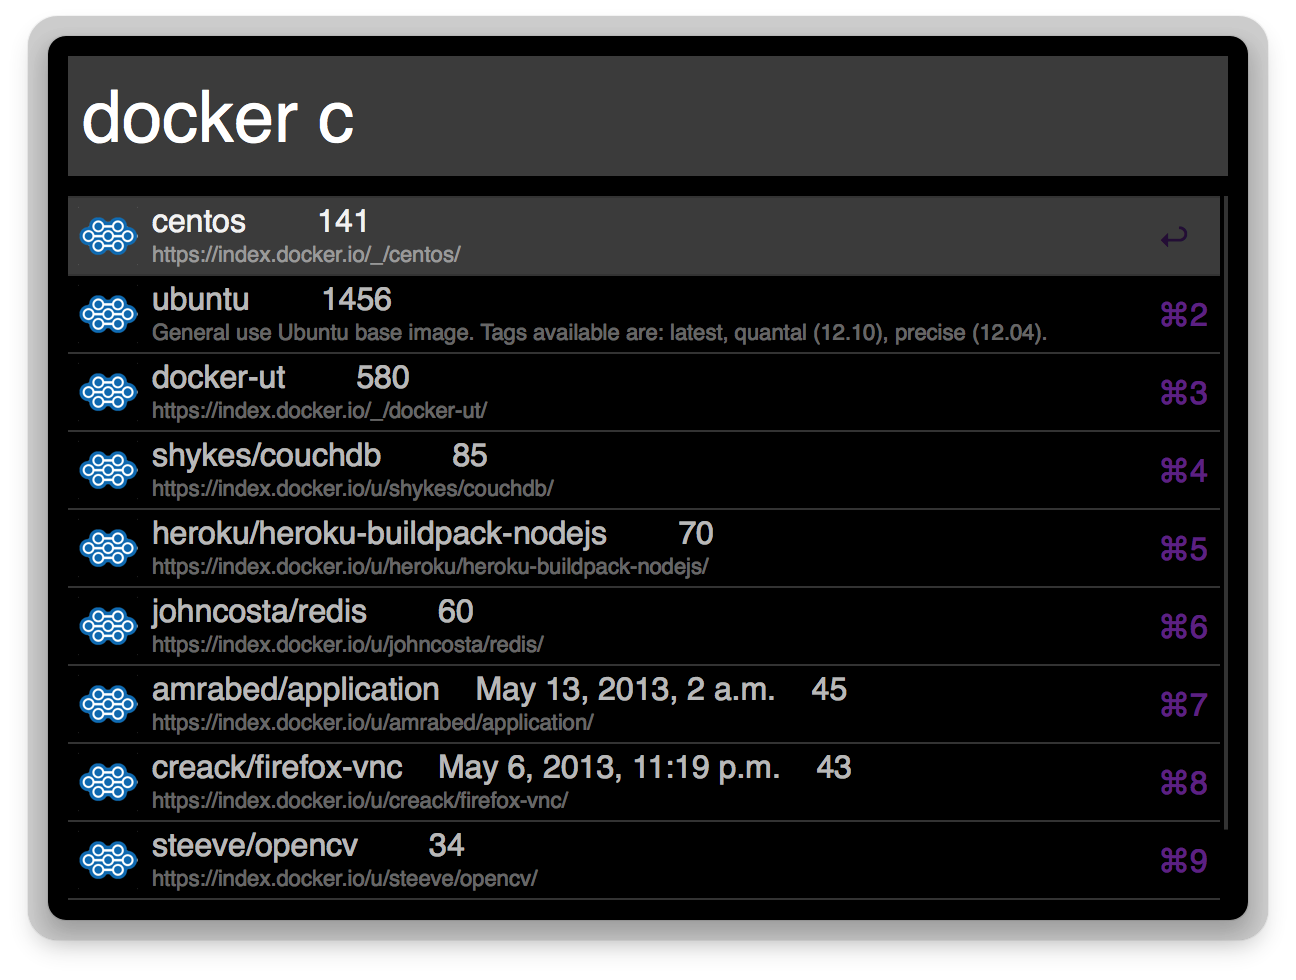 docker c
centos 141
https://index.docker.io/_/centos/
↩
ubuntu 1456
General use Ubuntu base image. Tags available are: latest, quantal (12.10), precise (12.04).
⌘2
docker-ut 580
https://index.docker.io/_/docker-ut/
⌘3
shykes/couchdb 85
https://index.docker.io/u/shykes/couchdb/
⌘4
heroku/heroku-buildpack-nodejs 70
https://index.docker.io/u/heroku/heroku-buildpack-nodejs/
⌘5
johncosta/redis 60
https://index.docker.io/u/johncosta/redis/
⌘6
amrabed/application May 13, 2013, 2 a.m. 45
https://index.docker.io/u/amrabed/application/
⌘7
creack/firefox-vnc May 6, 2013, 11:19 p.m. 43
https://index.docker.io/u/creack/firefox-vnc/
⌘8
steeve/opencv 34
https://index.docker.io/u/steeve/opencv/
⌘9